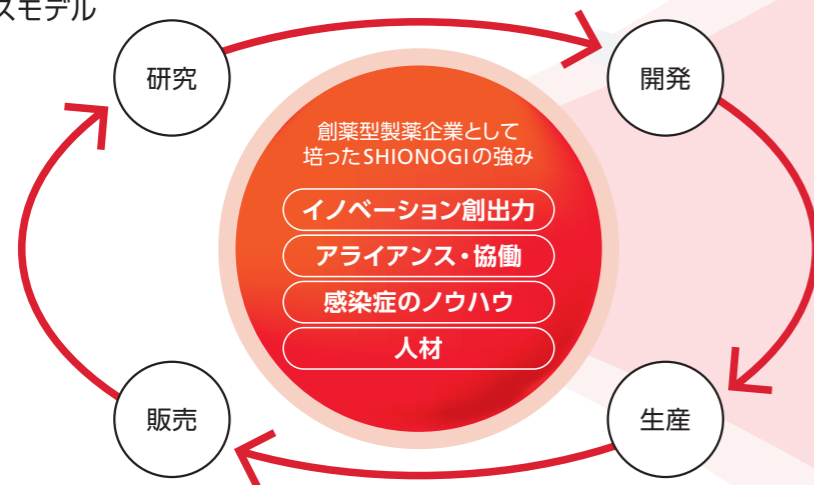 スモデル
研究
開発
創薬型製薬企業として
培ったSHIONOGIの強み
イノベーション創出力
アライアンス・協働
感染症のノウハウ
人材
販売
生産